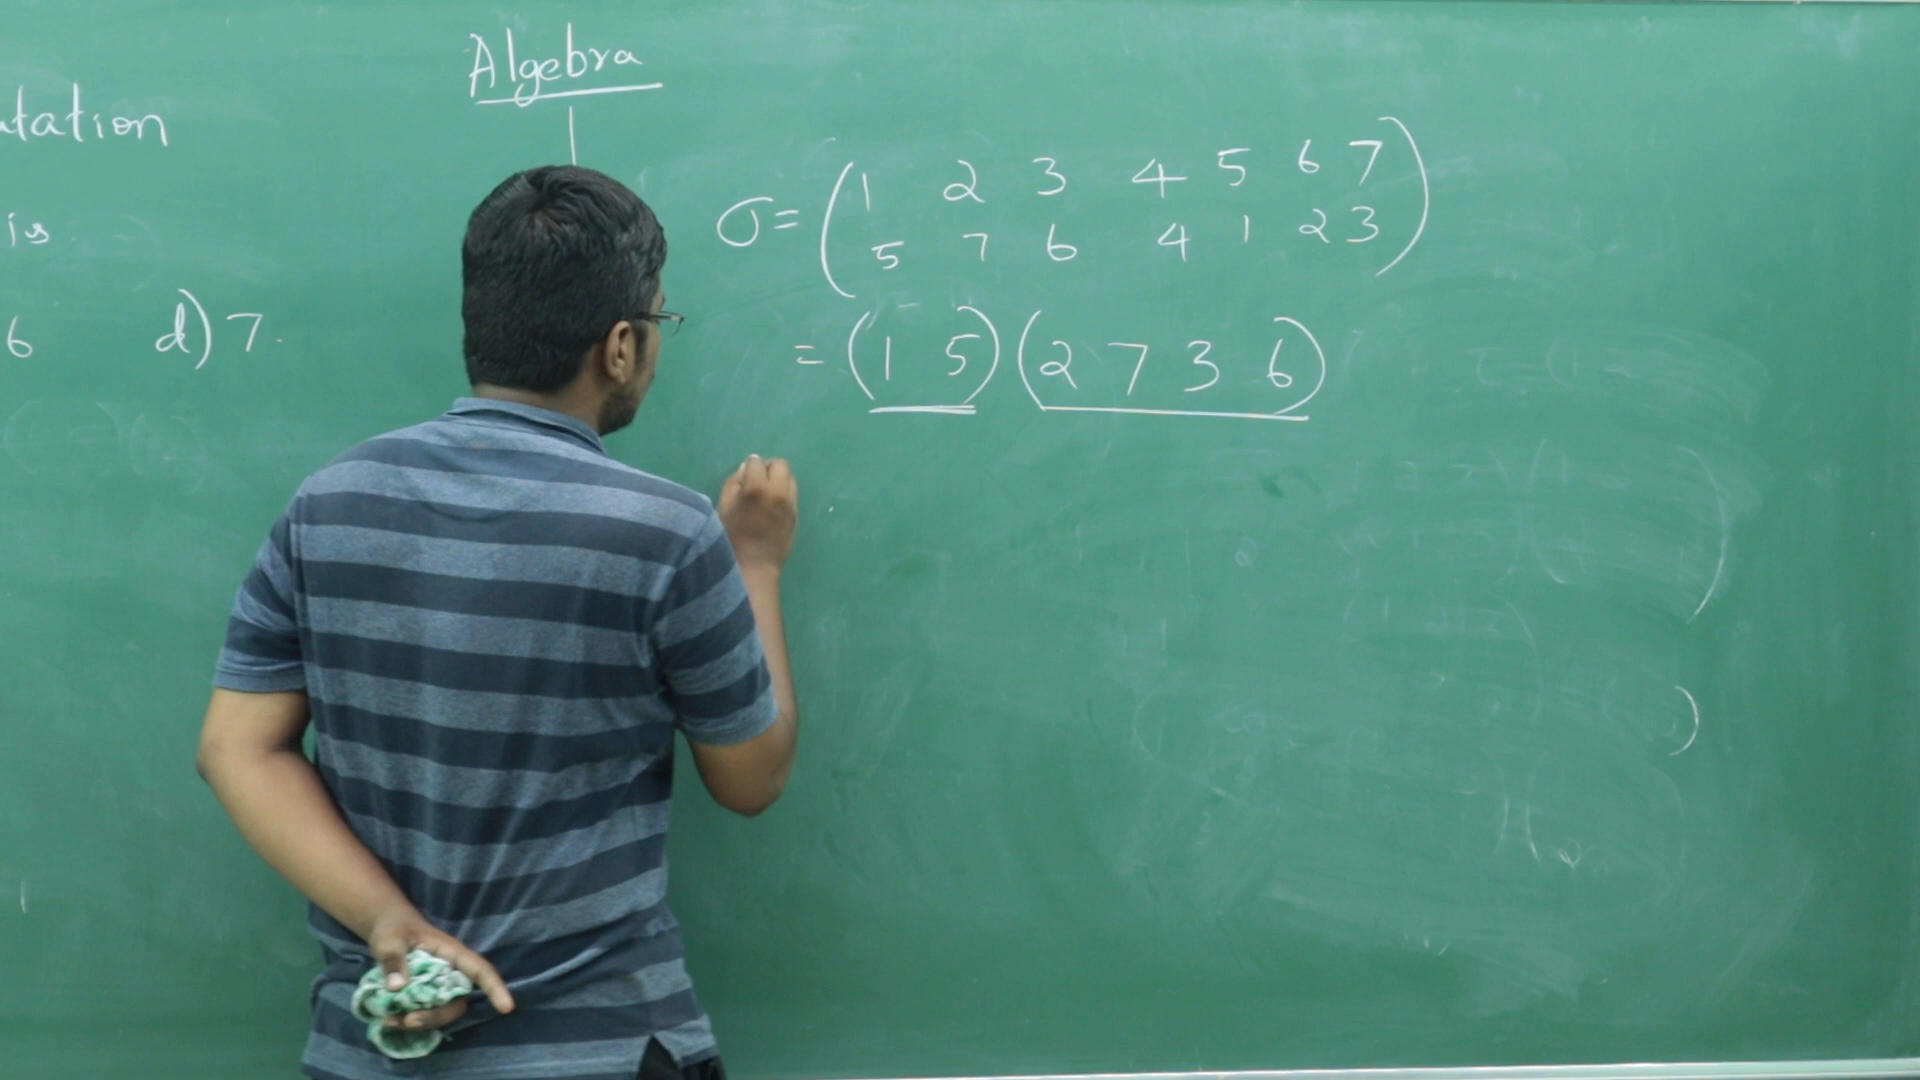 Algebra
is
6 d) 7.
σ = ( 1 2 3 4 5 6 7 )
( 5 7 6 4 1 2 3 )
= (1 5) (2 7 3 6)